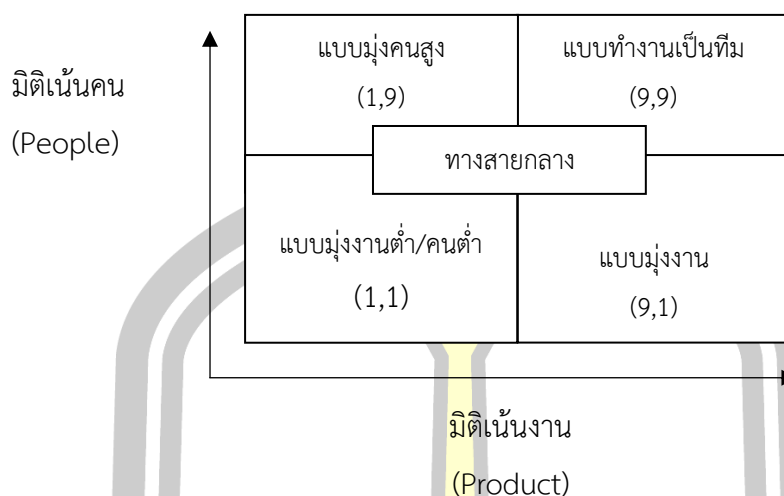 แบบมุ่งคนสูง
(1,9)
แบบทำงานเป็นทีม
(9,9)
มิติเน้นคน
(People)
ทางสายกลาง
แบบมุ่งงานต่ำ/คนต่ำ
(1,1)
แบบมุ่งงาน
(9,1)
มิติเน้นงาน
(Product)